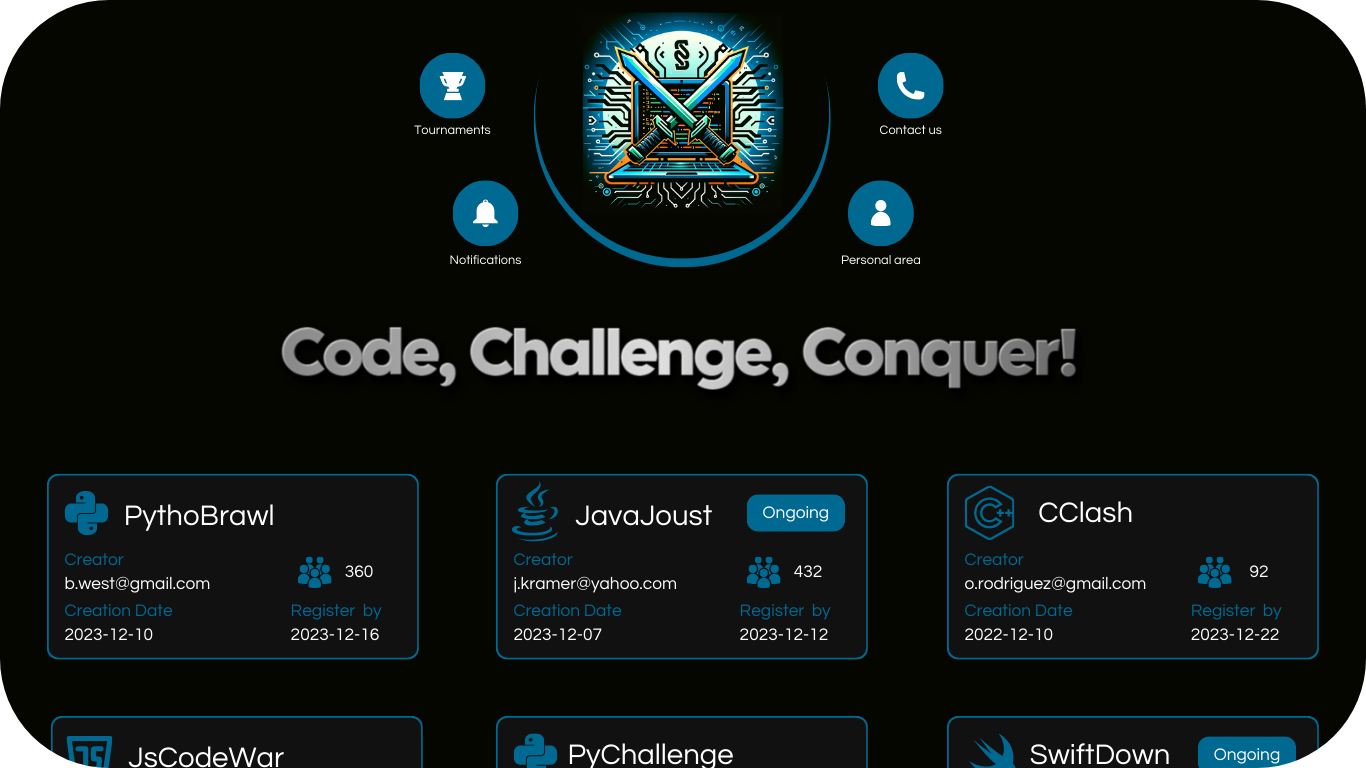 Tournaments
Contact us
Notifications
Personal area
Code, Challenge, Conquer!
PythoBrawl
Creator
b.west@gmail.com
360
Creation Date
Register by
2023-12-10
2023-12-16
JavaJoust
Ongoing
Creator
j.kramer@yahoo.com
432
Creation Date
Register by
2023-12-07
2023-12-12
C++
CClash
Creator
o.rodriguez@gmail.com
92
Creation Date
Register by
2022-12-10
2023-12-22
JS
JsCodeWar
PyChallenge
SwiftDown
Ongoing